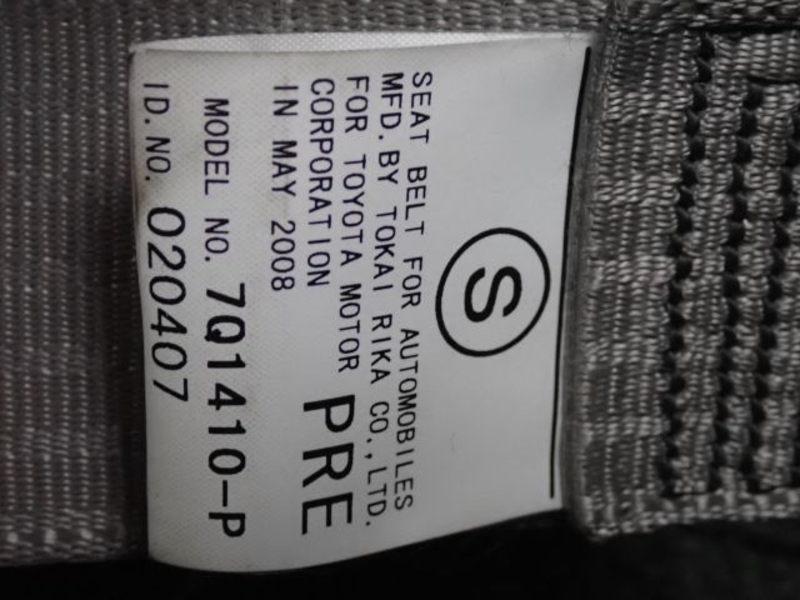 S
SEAT BELT FOR AUTOMOBILES
MFD. BY TOKAI RIKA CO., LTD.
FOR TOYOTA MOTOR
CORPORATION
IN MAY 2008
PRE
MODEL NO. 7Q1410-P
ID. NO. 020407